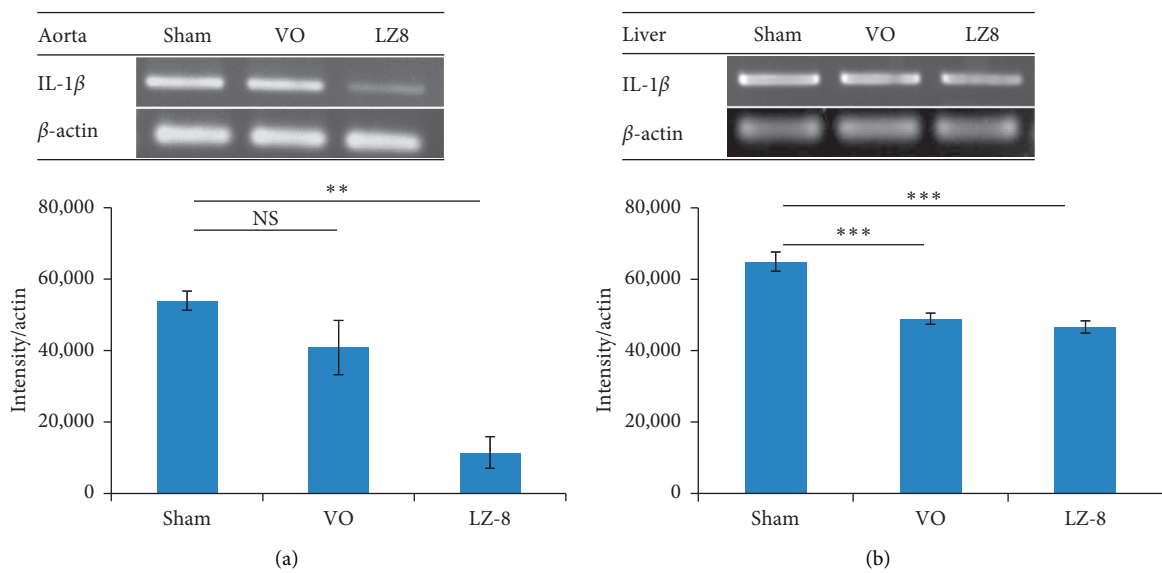 Aorta Sham VO LZ8
IL-1β
β-actin
**
NS
80,000
60,000
40,000
20,000
0
Intensity/actin
Sham VO LZ-8
(a)
Liver Sham VO LZ8
IL-1β
β-actin
***
***
80,000
60,000
40,000
20,000
0
Intensity/actin
Sham VO LZ-8
(b)